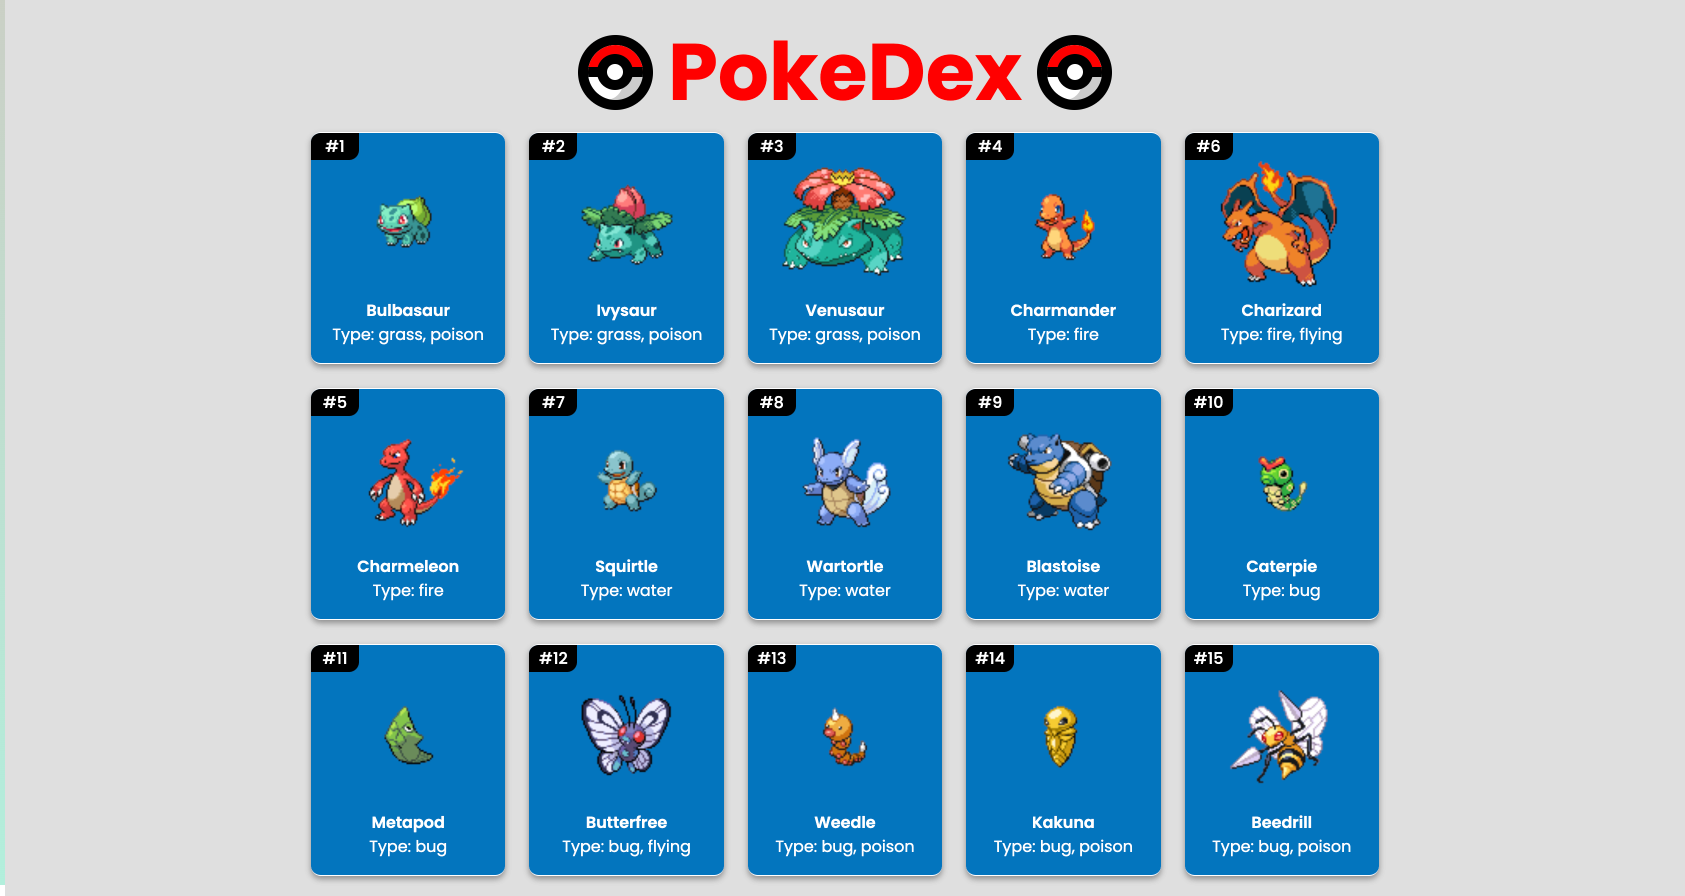 PokeDex
#1
Bulbasaur
Type: grass, poison
#2
Ivysaur
Type: grass, poison
#3
Venusaur
Type: grass, poison
#4
Charmander
Type: fire
#6
Charizard
Type: fire, flying
#5
Charmeleon
Type: fire
#7
Squirtle
Type: water
#8
Wartortle
Type: water
#9
Blastoise
Type: water
#10
Caterpie
Type: bug
#11
Metapod
Type: bug
#12
Butterfree
Type: bug, flying
#13
Weedle
Type: bug, poison
#14
Kakuna
Type: bug, poison
#15
Beedrill
Type: bug, poison